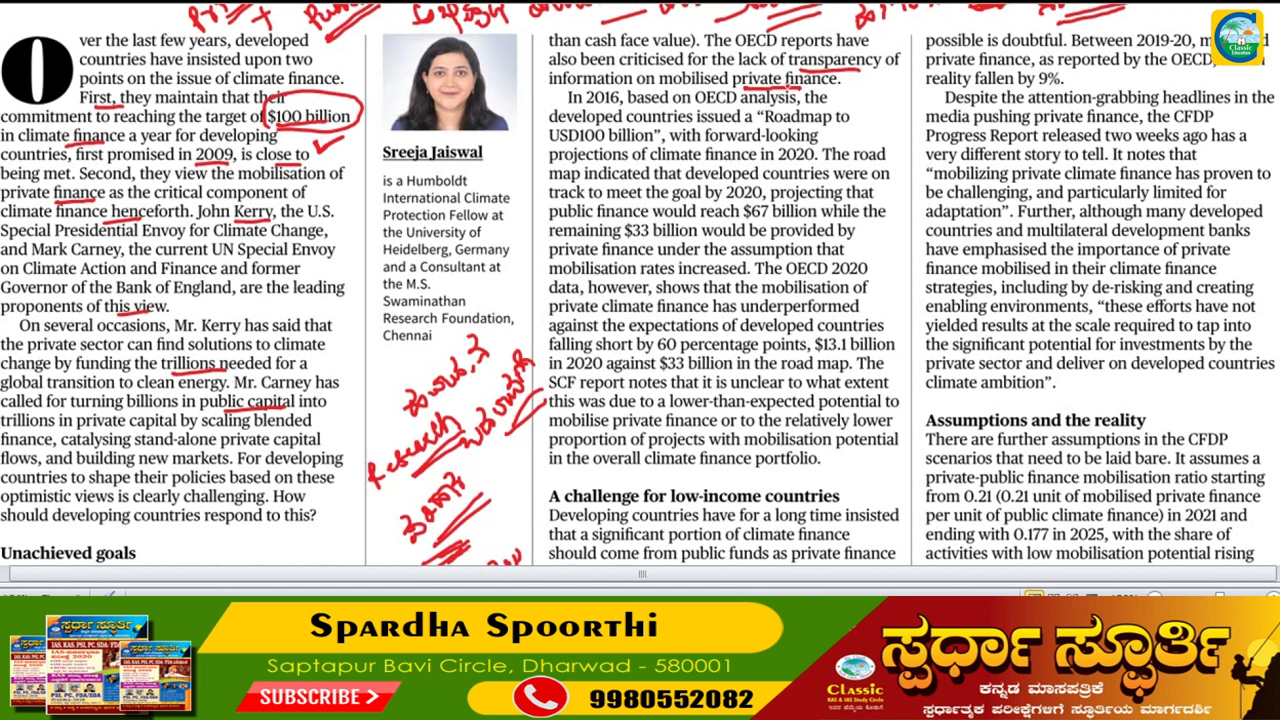 Over the last few years, developed
countries have insisted upon two
points on the issue of climate finance.
First, they maintain that their
commitment to reaching the target of $100 billion
in climate finance a year for developing
countries, first promised in 2009, is close to
being met. Second, they view the mobilisation of
private finance as the critical component of
climate finance henceforth. John Kerry, the U.S.
Special Presidential Envoy for Climate Change,
and Mark Carney, the current UN Special Envoy
on Climate Action and Finance and former
Governor of the Bank of England, are the leading
proponents of this view.
On several occasions, Mr. Kerry has said that
the private sector can find solutions to climate
change by funding the trillions needed for a
global transition to clean energy. Mr. Carney has
called for turning billions in public capital into
trillions in private capital by scaling blended
finance, catalysing stand-alone private capital
flows, and building new markets. For developing
countries to shape their policies based on these
optimistic views is clearly challenging. How
should developing countries respond to this?
Unachieved goals
Sreeja Jaiswal
is a Humboldt
International Climate
Protection Fellow at
the University of
Heidelberg, Germany
and a Consultant at
the M.S.
Swaminathan
Research Foundation,
Chennai
Research
than cash face value). The OECD reports have
also been criticised for the lack of transparency of
information on mobilised private finance.
In 2016, based on OECD analysis, the
developed countries issued a “Roadmap to
USD100 billion”, with forward-looking
projections of climate finance in 2020. The road
map indicated that developed countries were on
track to meet the goal by 2020, projecting that
public finance would reach $67 billion while the
remaining $33 billion would be provided by
private finance under the assumption that
mobilisation rates increased. The OECD 2020
data, however, shows that the mobilisation of
private climate finance has underperformed
against the expectations of developed countries
falling short by 60 percentage points, $13.1 billion
in 2020 against $33 billion in the road map. The
SCF report notes that it is unclear to what extent
this was due to a lower-than-expected potential to
mobilise private finance or to the relatively lower
proportion of projects with mobilisation potential
in the overall climate finance portfolio.
A challenge for low-income countries
Developing countries have for a long time insisted
that a significant portion of climate finance
should come from public funds as private finance
possible is doubtful. Between 2019-20,
private finance, as reported by the OECD,
reality fallen by 9%.
Despite the attention-grabbing headlines in the
media pushing private finance, the CFDP
Progress Report released two weeks ago has a
very different story to tell. It notes that
“mobilizing private climate finance has proven to
be challenging, and particularly limited for
adaptation”. Further, although many developed
countries and multilateral development banks
have emphasised the importance of private
finance mobilised in their climate finance
strategies, including by de-risking and creating
enabling environments, “these efforts have not
yielded results at the scale required to tap into
the significant potential for investments by the
private sector and deliver on developed countries
climate ambition”.
Assumptions and the reality
There are further assumptions in the CFDP
scenarios that need to be laid bare. It assumes a
private-public finance mobilisation ratio starting
from 0.21 (0.21 unit of mobilised private finance
per unit of public climate finance) in 2021 and
ending with 0.177 in 2025, with the share of
activities with low mobilisation potential rising
Classic
Education
ಸ್ಪರ್ಧಾ ಸ್ಫೂರ್ತಿ
Spardha Spoorthi
Saptapur Bavi Circle, Dharwad - 580001
SUBSCRIBE
9980552082
Classic
IAS & KAS Study Circle
ಸ್ಪರ್ಧಾ ಸ್ಫೂರ್ತಿ
ಕನ್ನಡ ಮಾಸಪತ್ರಿಕೆ
ಸ್ಪರ್ಧಾತ್ಮಕ ಪರೀಕ್ಷೆಗಳಿಗೆ ಸ್ಫೂರ್ತಿಯ ಮಾರ್ಗದರ್ಶಿ